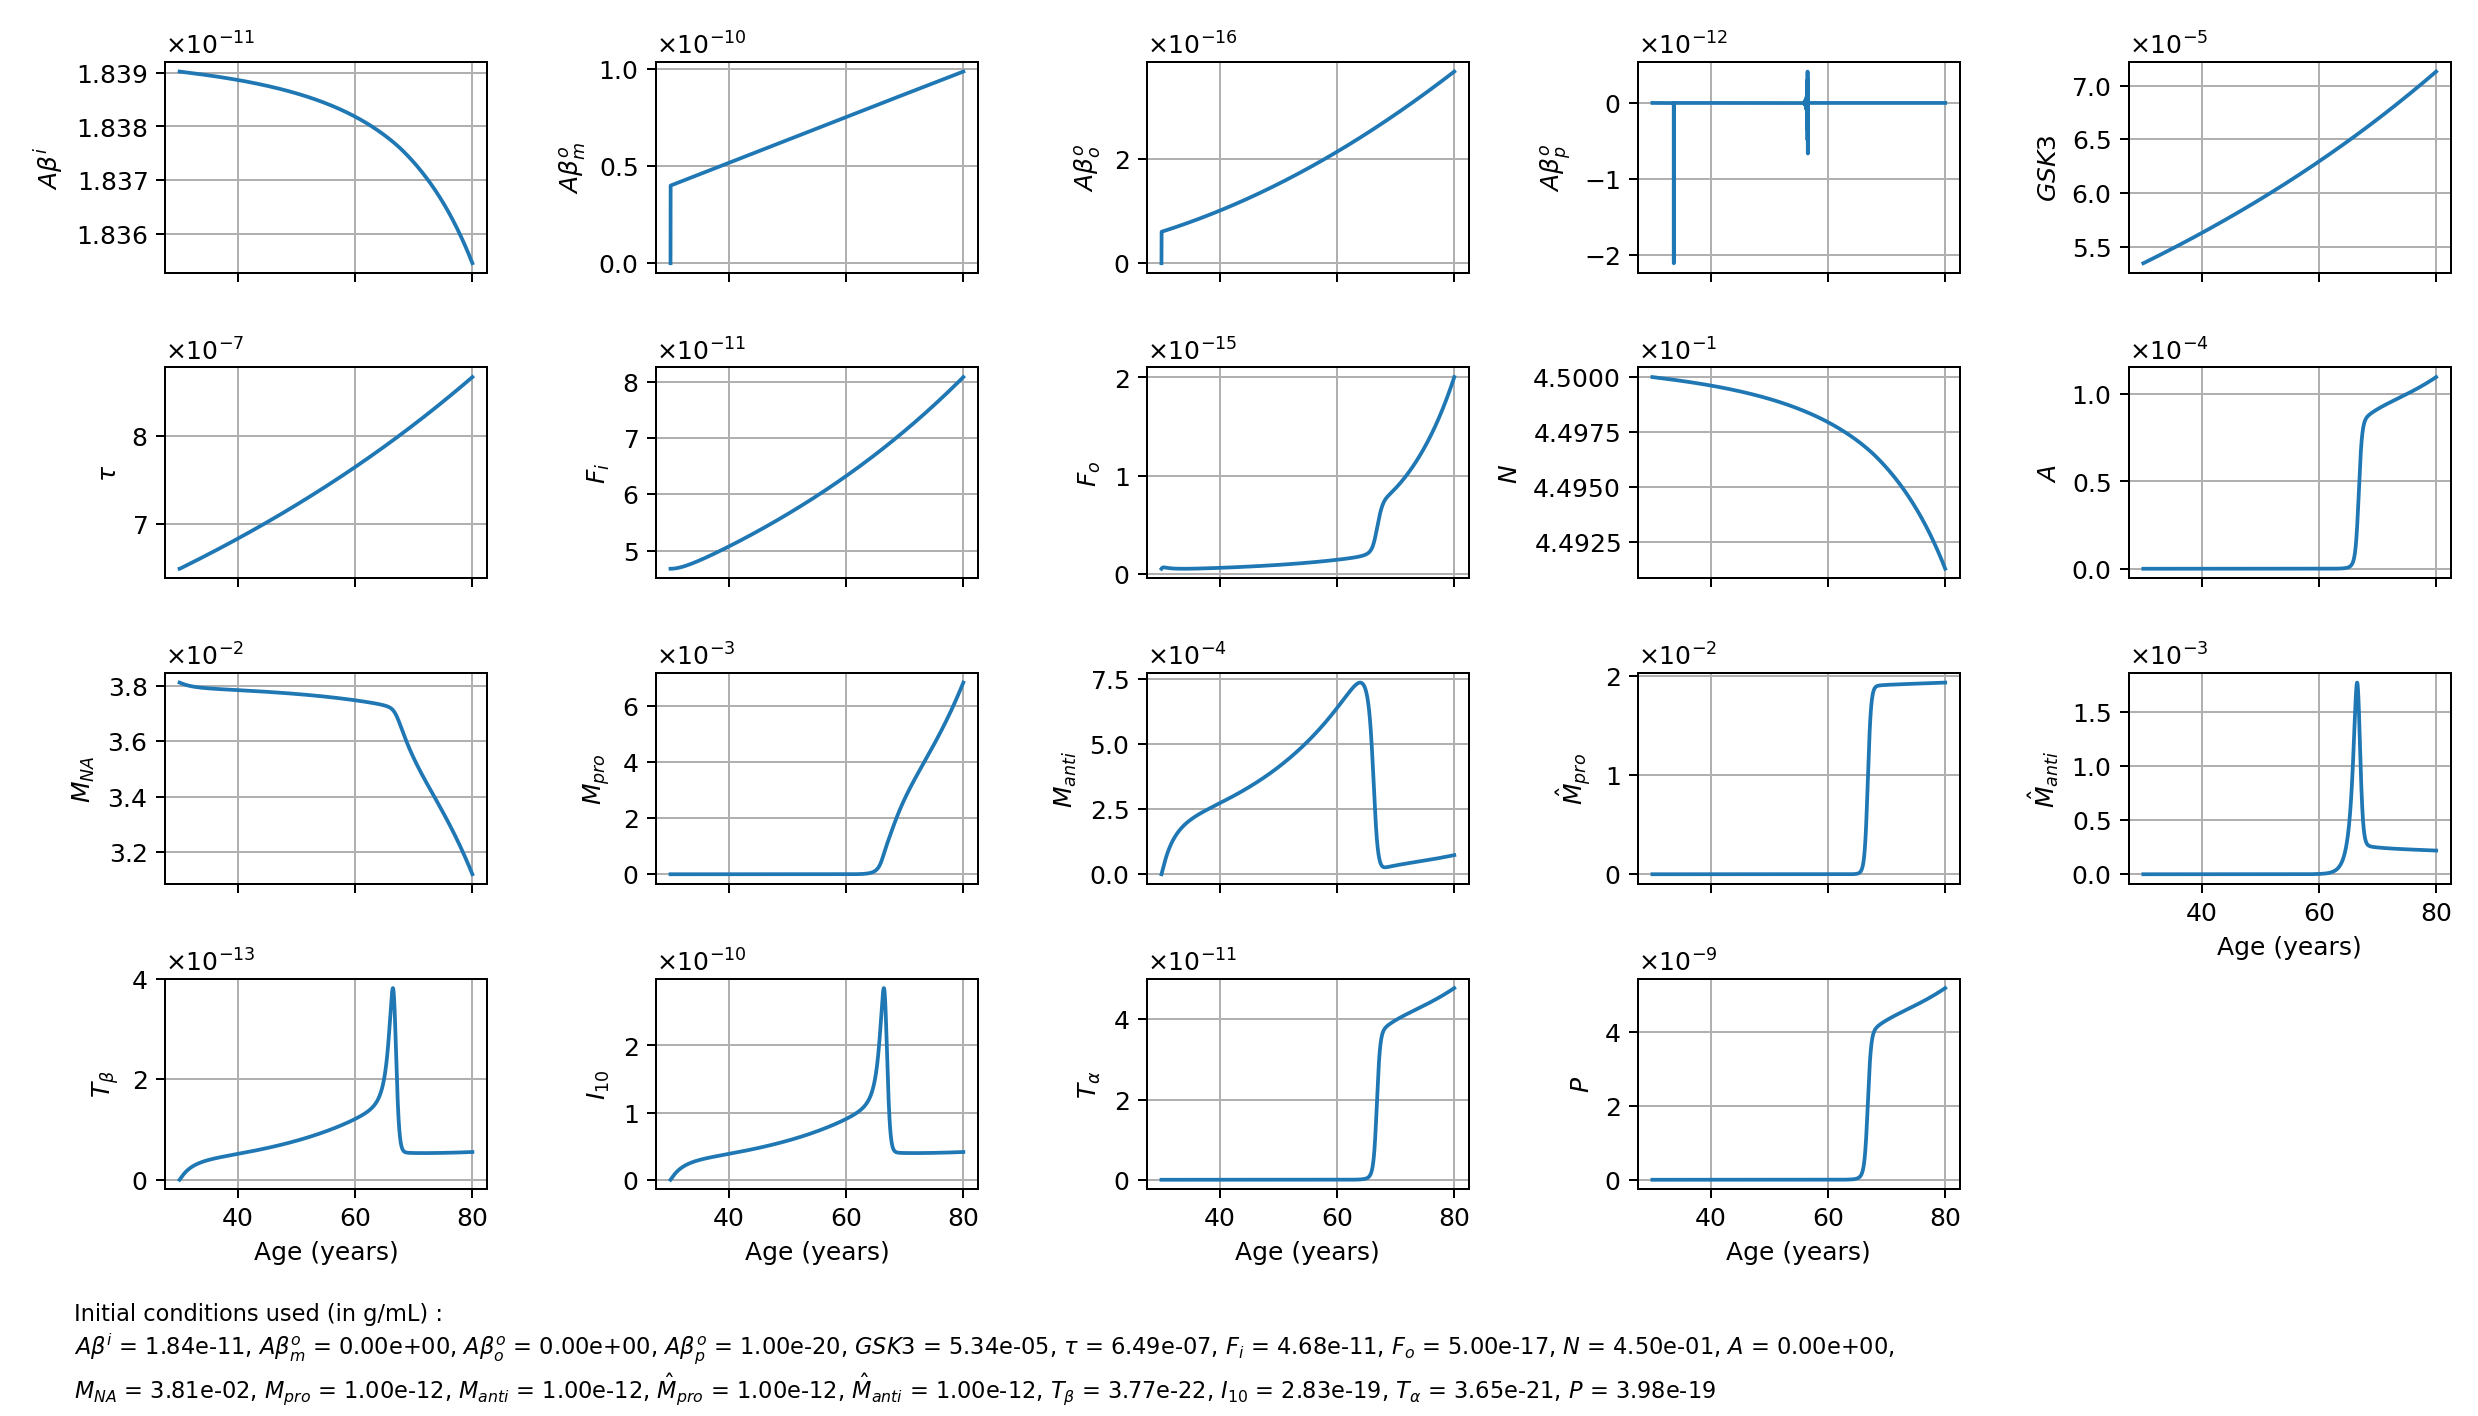 ×10⁻¹¹ ×10⁻¹⁰ ×10⁻¹⁶ ×10⁻¹² ×10⁻⁵
Aβⁱ 1.839 1.838 1.837 1.836
Aβₘᵒ 1.0 0.5 0.0
Aβₒᵒ 2 0
Aβₚᵒ 0 −1 −2
GSK3 7.0 6.5 6.0 5.5
×10⁻⁷ ×10⁻¹¹ ×10⁻¹⁵ ×10⁻¹ ×10⁻⁴
τ 8 7
Fᵢ 8 7 6 5
Fₒ 2 1 0
N 4.5000 4.4975 4.4950 4.4925
A 1.0 0.5 0.0
×10⁻² ×10⁻³ ×10⁻⁴ ×10⁻² ×10⁻³
M_NA 3.8 3.6 3.4 3.2
M_pro 6 4 2 0
M_anti 7.5 5.0 2.5 0.0
M̂_pro 2 1 0
M̂_anti 1.5 1.0 0.5 0.0
40 60 80
Age (years)
×10⁻¹³ ×10⁻¹⁰ ×10⁻¹¹ ×10⁻⁹
T_β 4 2 0
I₁₀ 2 1 0
T_α 4 2 0
P 4 2 0
40 60 80 40 60 80 40 60 80 40 60 80
Age (years) Age (years) Age (years) Age (years)
Initial conditions used (in g/mL) :
Aβⁱ = 1.84e-11, Aβₘᵒ = 0.00e+00, Aβₒᵒ = 0.00e+00, Aβₚᵒ = 1.00e-20, GSK3 = 5.34e-05, τ = 6.49e-07, Fᵢ = 4.68e-11, Fₒ = 5.00e-17, N = 4.50e-01, A = 0.00e+00,
M_NA = 3.81e-02, M_pro = 1.00e-12, M_anti = 1.00e-12, M̂_pro = 1.00e-12, M̂_anti = 1.00e-12, T_β = 3.77e-22, I₁₀ = 2.83e-19, T_α = 3.65e-21, P = 3.98e-19